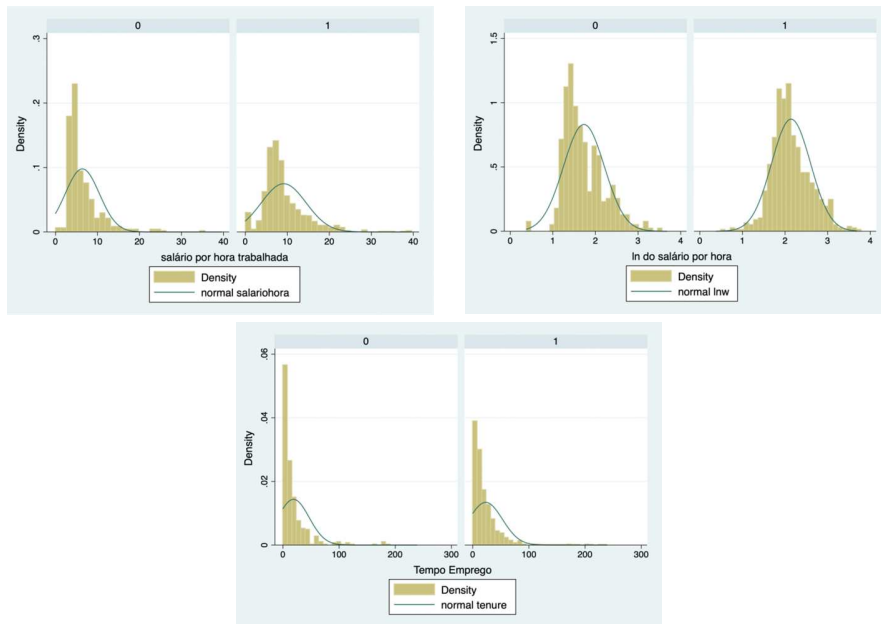 0 1
.3
.2
.1
0
Density
0 10 20 30 40 0 10 20 30 40
salário por hora trabalhada
Density
normal salariohora
0 1
1.5
1
.5
0
Density
0 1 2 3 4 0 1 2 3 4
ln do salário por hora
Density
normal lnw
0 1
.06
.04
.02
0
Density
0 100 200 300 0 100 200 300
Tempo Emprego
Density
normal tenure